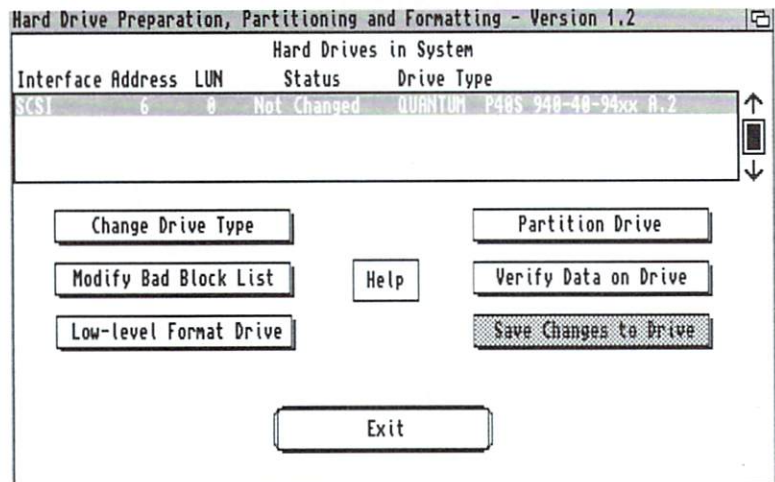 Hard Drive Preparation, Partitioning and Formatting - Version 1.2
Hard Drives in System
Interface Address LUN Status Drive Type
SCSI 6 0 Not Changed QUANTUM P40S 940-40-94xx A.2
Change Drive Type
Partition Drive
Modify Bad Block List
Help
Verify Data on Drive
Low-level Format Drive
Save Changes to Drive
Exit